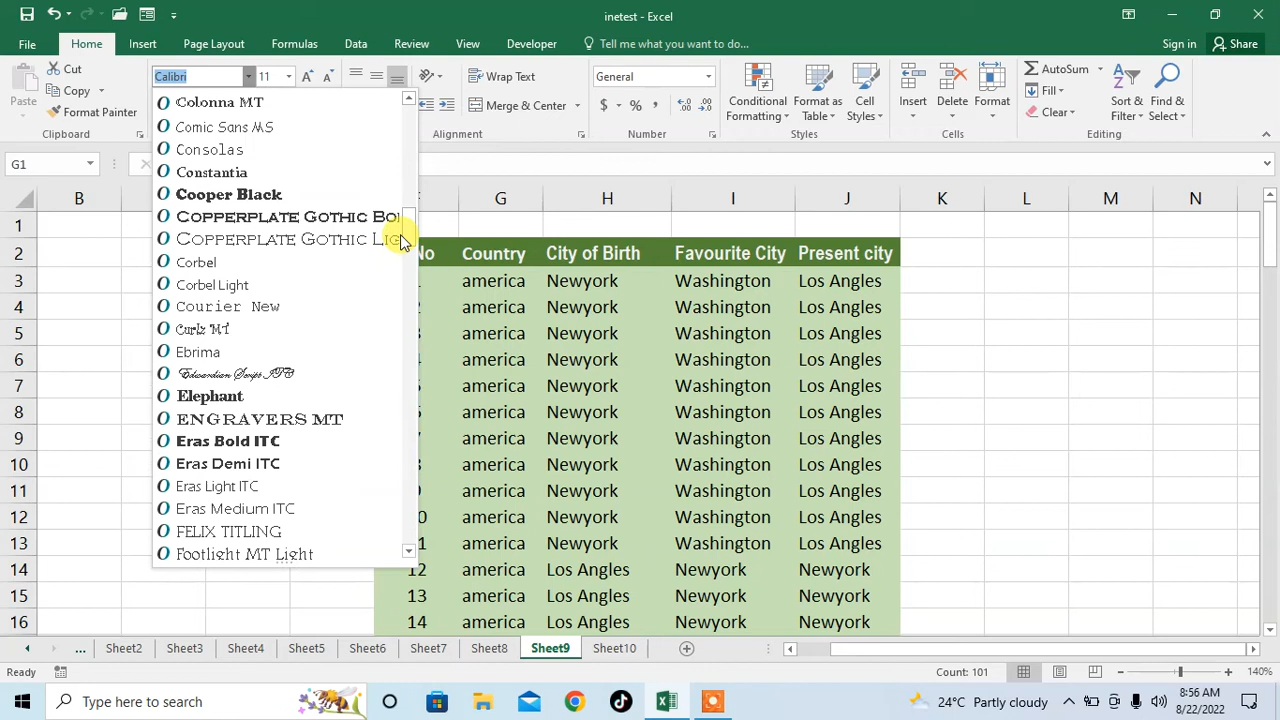 inetest - Excel
File Home Insert Page Layout Formulas Data Review View Developer Tell me what you want to do... Sign in Share
Cut
Copy
Format Painter
Paste
Clipboard
Calibri 11
Wrap Text
Merge & Center
Alignment
General
$ % ,
Number
Conditional Formatting
Format as Table
Cell Styles
Styles
Insert Delete Format
Cells
AutoSum
Fill
Clear
Sort & Filter
Find & Select
Editing
G1
Colonna MT
Comic Sans MS
Consolas
Constantia
Cooper Black
Copperplate Gothic Bol
Copperplate Gothic Lig
Corbel
Corbel Light
Courier New
Curlz MT
Ebrima
Edwardian Script ITC
Elephant
ENGRAVERS MT
Eras Bold ITC
Eras Demi ITC
Eras Light ITC
Eras Medium ITC
FELIX TITLING
Footlight MT Light
B G H I J K L M N
1
2 No Country City of Birth Favourite City Present city
3 america Newyork Washington Los Angles
4 america Newyork Washington Los Angles
5 america Newyork Washington Los Angles
6 america Newyork Washington Los Angles
7 america Newyork Washington Los Angles
8 america Newyork Washington Los Angles
9 america Newyork Washington Los Angles
10 america Newyork Washington Los Angles
11 america Newyork Washington Los Angles
12 america Newyork Washington Los Angles
13 america Newyork Washington Los Angles
14 12 america Los Angles Newyork Newyork
15 13 america Los Angles Newyork Newyork
16 14 america Los Angles Newyork Newyork
... Sheet2 Sheet3 Sheet4 Sheet5 Sheet6 Sheet7 Sheet8 Sheet9 Sheet10
Ready Count: 101 140%
Type here to search 24°C Partly cloudy 8:56 AM
8/22/2022